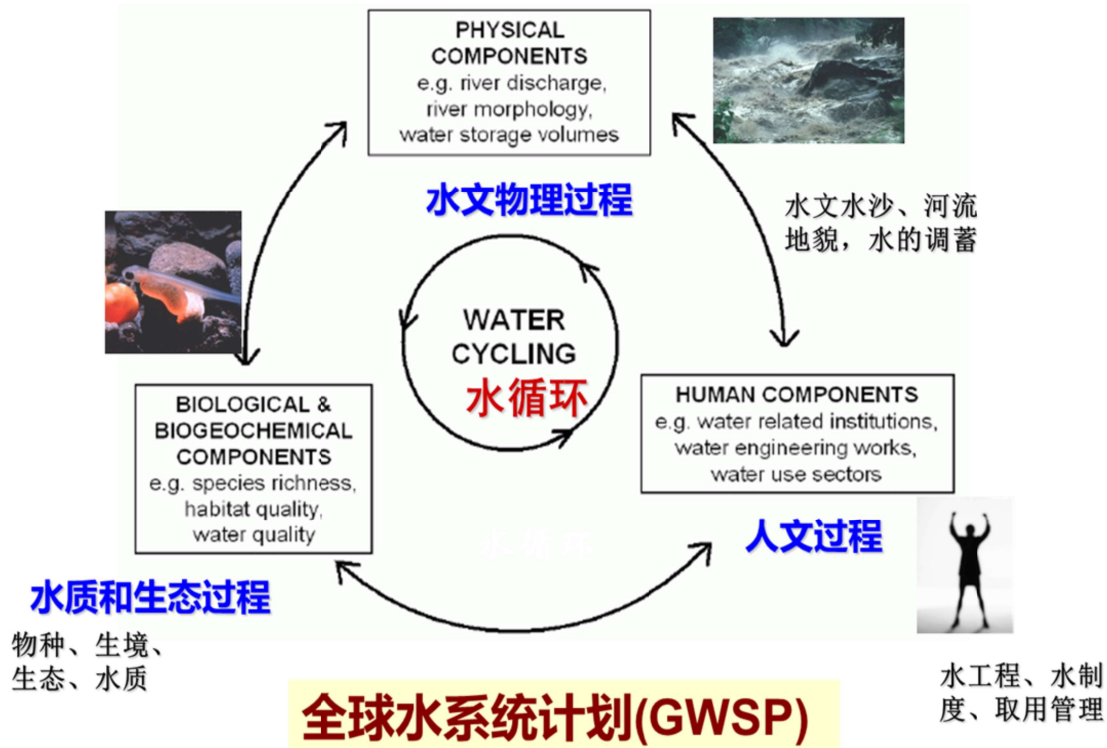 PHYSICAL
COMPONENTS
e.g. river discharge,
river morphology,
water storage volumes
水文物理过程
水文水沙、河流
地貌，水的调蓄
WATER
CYCLING
水循环
BIOLOGICAL &
BIOGEOCHEMICAL
COMPONENTS
e.g. species richness,
habitat quality,
water quality
HUMAN COMPONENTS
e.g. water related institutions,
water engineering works,
water use sectors
水循环
人文过程
水质和生态过程
物种、生境、
生态、水质
水工程、水制
度、取用管理
全球水系统计划(GWSP)